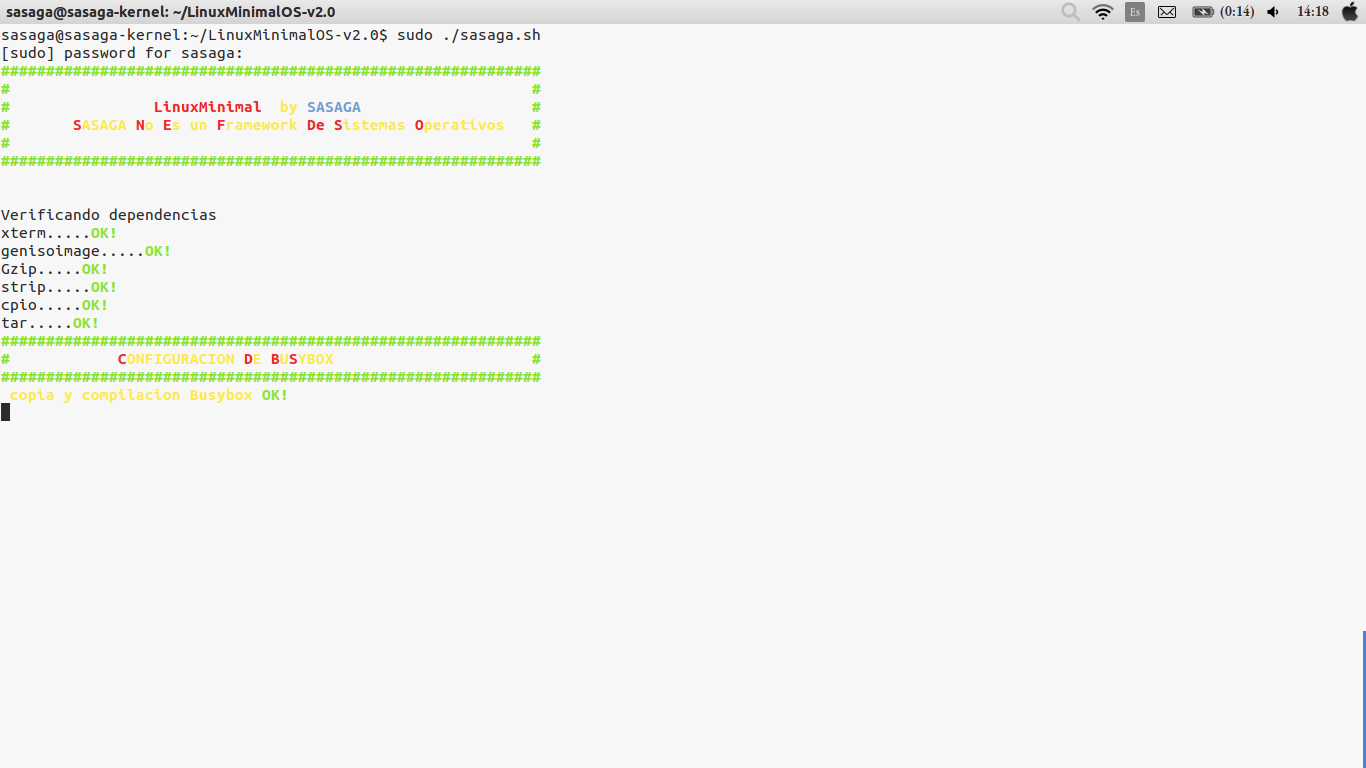 sasaga@sasaga-kernel: ~/LinuxMinimalOS-v2.0 Es (0:14) 14:18
sasaga@sasaga-kernel:~/LinuxMinimalOS-v2.0$ sudo ./sasaga.sh
[sudo] password for sasaga:
############################################################
# #
# LinuxMinimal by SASAGA #
# SASAGA No Es un Framework De Sistemas Operativos #
# #
############################################################
Verificando dependencias
xterm.....OK!
genisoimage.....OK!
Gzip.....OK!
strip.....OK!
cpio.....OK!
tar.....OK!
############################################################
# CONFIGURACION DE BUSYBOX #
############################################################
copia y compilacion Busybox OK!